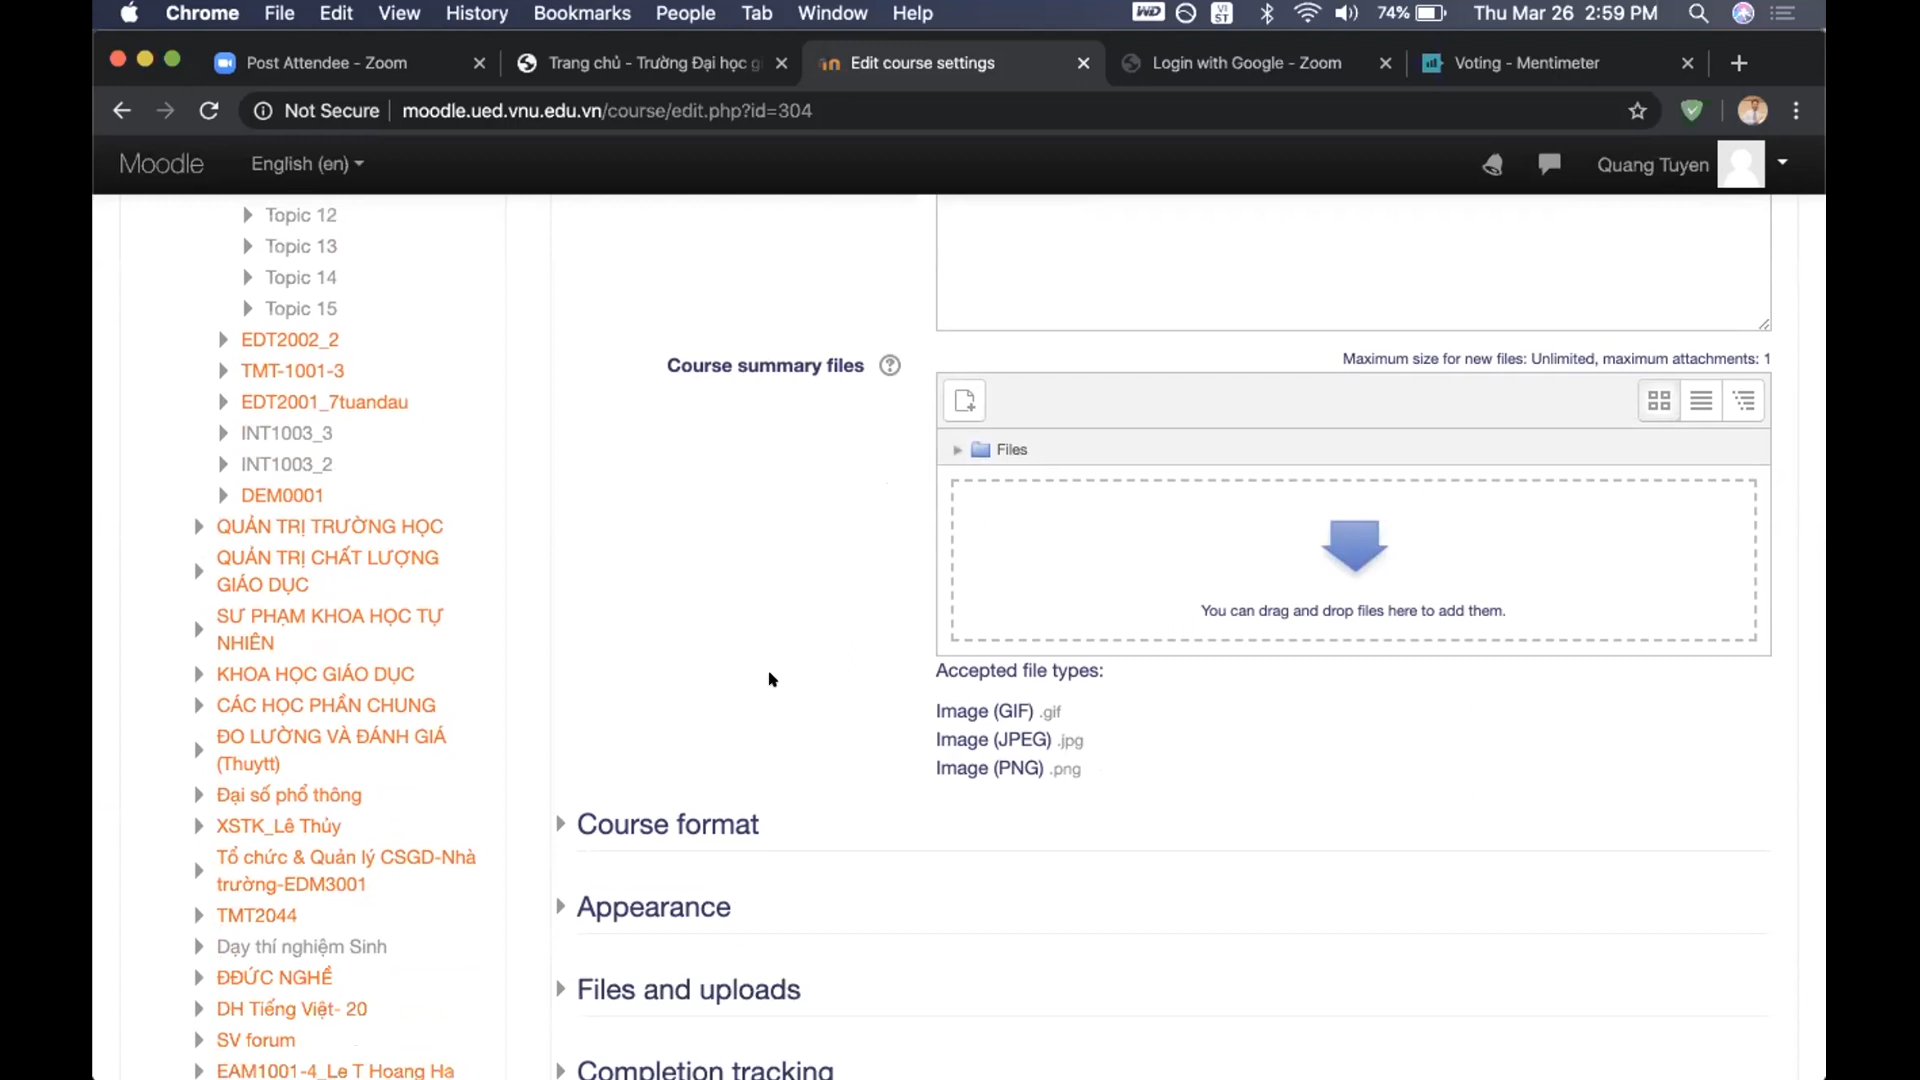 Chrome File Edit View History Bookmarks People Tab Window Help
WD VI ST 74% Thu Mar 26 2:59 PM
Post Attendee - Zoom
Trang chủ - Trường Đại học g
Edit course settings
Login with Google - Zoom
Voting - Mentimeter
Not Secure moodle.ued.vnu.edu.vn/course/edit.php?id=304
Moodle English (en) Quang Tuyen
Topic 12
Topic 13
Topic 14
Topic 15
EDT2002_2
TMT-1001-3
EDT2001_7tuandau
INT1003_3
INT1003_2
DEM0001
QUẢN TRỊ TRƯỜNG HỌC
QUẢN TRỊ CHẤT LƯỢNG
GIÁO DỤC
SƯ PHẠM KHOA HỌC TỰ
NHIÊN
KHOA HỌC GIÁO DỤC
CÁC HỌC PHẦN CHUNG
ĐO LƯỜNG VÀ ĐÁNH GIÁ
(Thuytt)
Đại số phổ thông
XSTK_Lê Thủy
Tổ chức & Quản lý CSGD-Nhà
trường-EDM3001
TMT2044
Dạy thí nghiệm Sinh
ĐĐỨC NGHỀ
DH Tiếng Việt- 20
SV forum
EAM1001-4_Le T Hoang Ha
Course summary files
Maximum size for new files: Unlimited, maximum attachments: 1
Files
You can drag and drop files here to add them.
Accepted file types:
Image (GIF) .gif
Image (JPEG) .jpg
Image (PNG) .png
Course format
Appearance
Files and uploads
Completion tracking